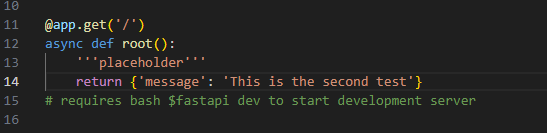 10
11 @app.get('/')
12 async def root():
13 '''placeholder'''
14 return {'message': 'This is the second test'}
15 # requires bash $fastapi dev to start development server
16